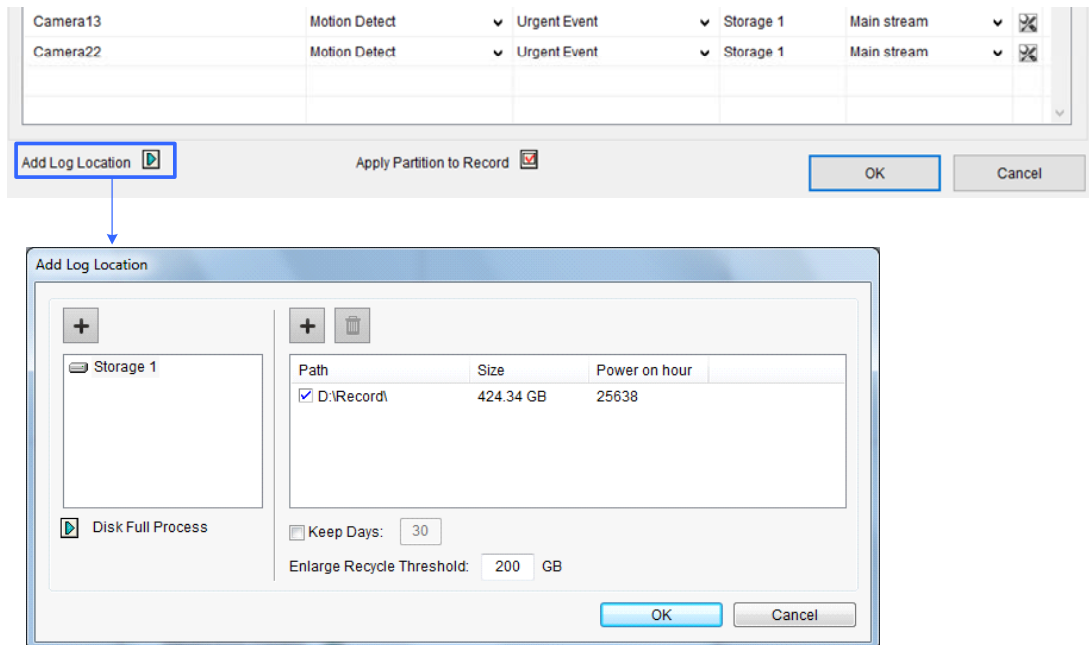 Camera13 Motion Detect Urgent Event Storage 1 Main stream
Camera22 Motion Detect Urgent Event Storage 1 Main stream
Add Log Location Apply Partition to Record OK Cancel
Add Log Location
Storage 1
Path Size Power on hour
D:\Record\ 424.34 GB 25638
Disk Full Process
Keep Days: 30
Enlarge Recycle Threshold: 200 GB
OK Cancel